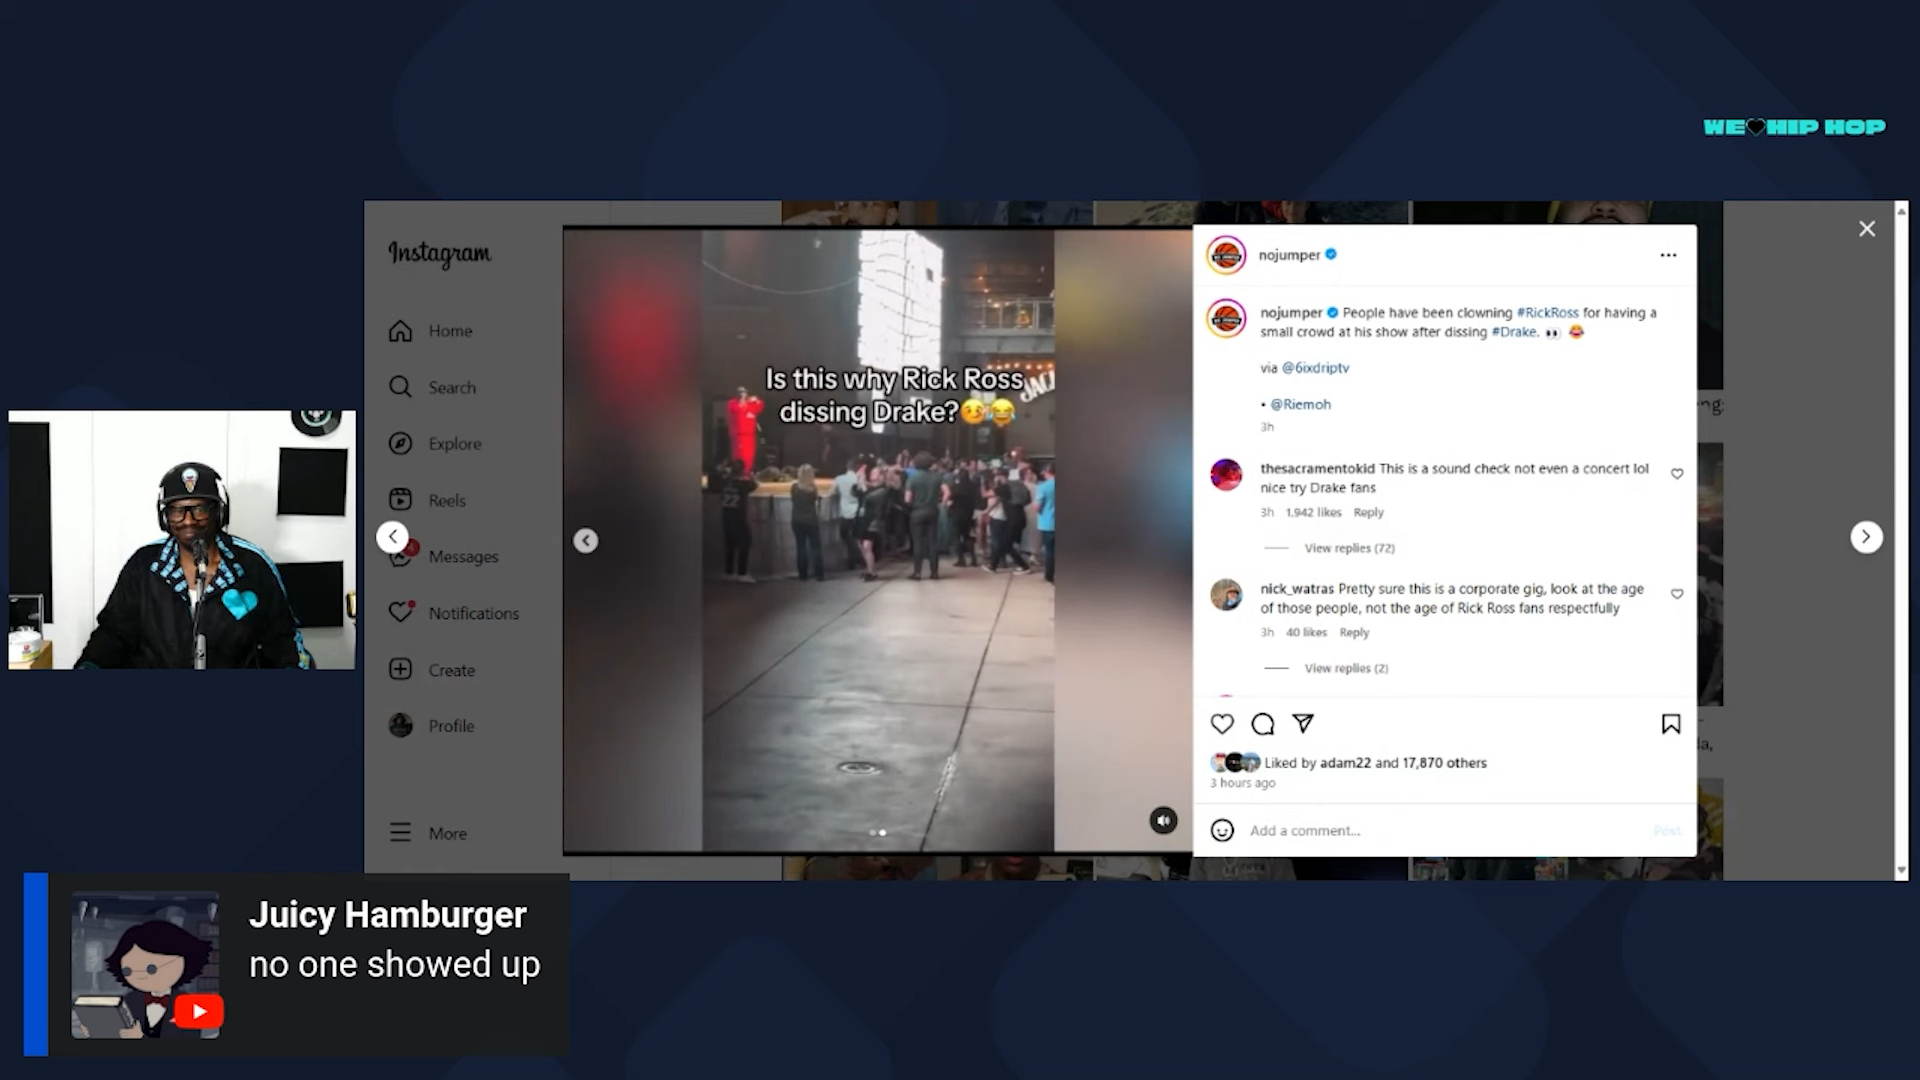 WE HIP HOP
Instagram
Home
Search
Explore
Reels
Messages
Notifications
Create
Profile
More
Is this why Rick Ross
dissing Drake?😏😂
22
nojumper
nojumper People have been clowning #RickRoss for having a
small crowd at his show after dissing #Drake. 👀 😂
via @6ixdriptv
• @Riemoh
3h
thesacramentokid This is a sound check not even a concert lol
nice try Drake fans
3h 1,942 likes Reply
View replies (72)
nick_watras Pretty sure this is a corporate gig, look at the age
of those people, not the age of Rick Ross fans respectfully
3h 40 likes Reply
View replies (2)
Liked by adam22 and 17,870 others
3 hours ago
Add a comment...
Post
Juicy Hamburger
no one showed up